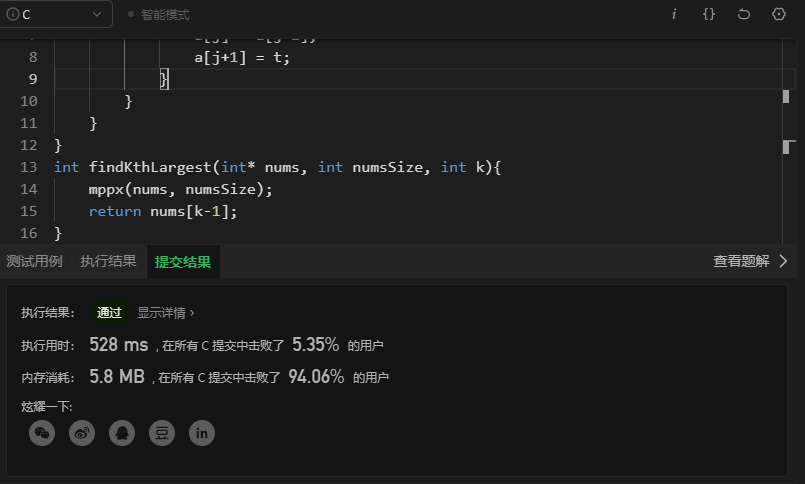 C
智能模式
8 a[j+1] = t;
9 }
10 }
11 }
12 }
13 int findKthLargest(int* nums, int numsSize, int k){
14 mppx(nums, numsSize);
15 return nums[k-1];
16 }
测试用例 执行结果 提交结果 查看题解
执行结果: 通过 显示详情 ›
执行用时: 528 ms , 在所有 C 提交中击败了 5.35% 的用户
内存消耗: 5.8 MB , 在所有 C 提交中击败了 94.06% 的用户
炫耀一下:
豆 in